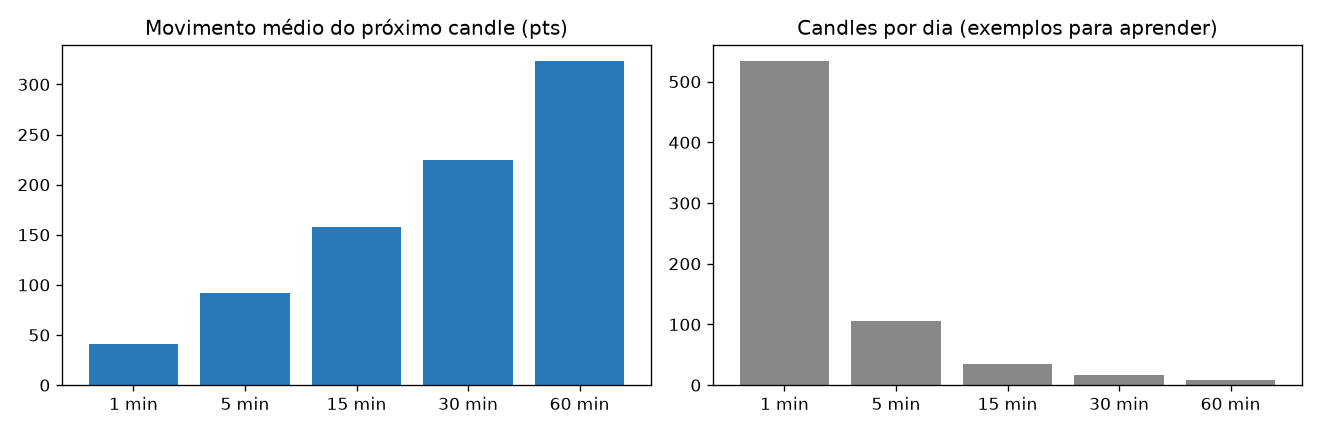 Movimento médio do próximo candle (pts)
300
250
200
150
100
50
0
1 min
5 min
15 min
30 min
60 min
Candles por dia (exemplos para aprender)
500
400
300
200
100
0
1 min
5 min
15 min
30 min
60 min